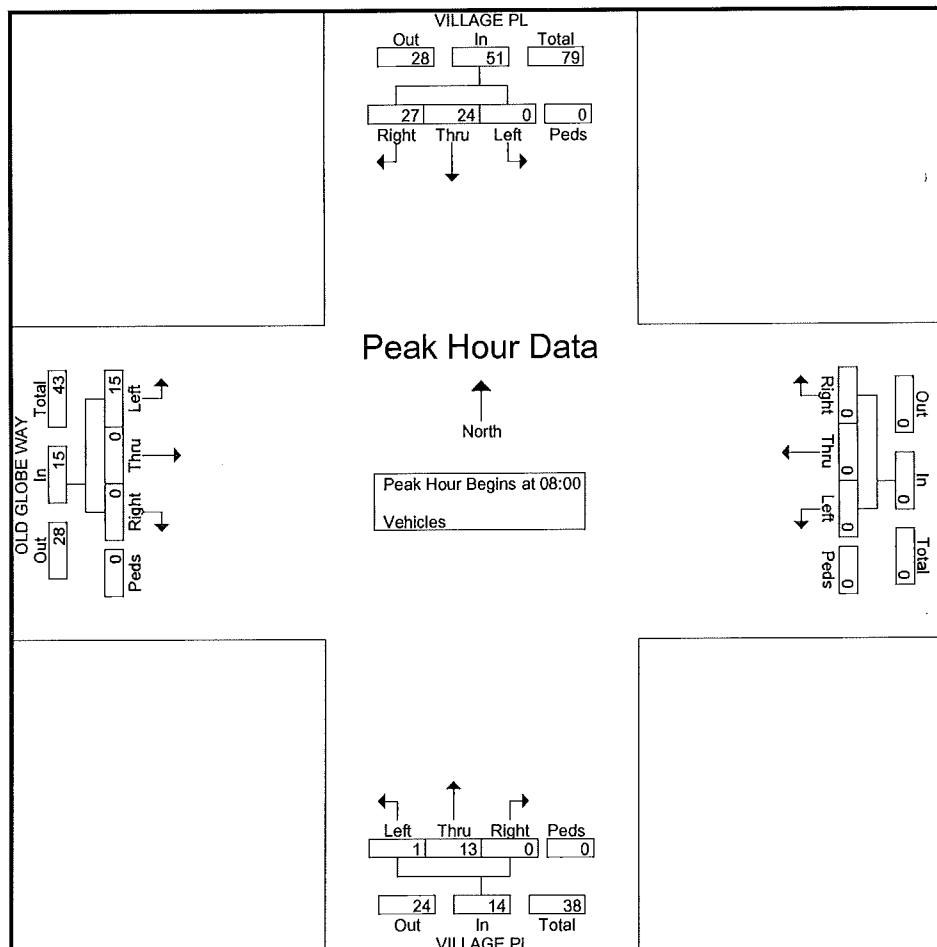 VILLAGE PL
Out In Total
28 51 79
27 24 0 0
Right Thru Left Peds
Peak Hour Data
North
Peak Hour Begins at 08:00
Vehicles
OLD GLOBE WAY
Out In Total
28 15 43
15 0 0 0
Left Thru Right Peds
Right Thru Left Peds
0 0 0 0
Out In Total
0 0 0
Left Thru Right Peds
1 13 0 0
24 14 38
Out In Total
VILLAGE PL